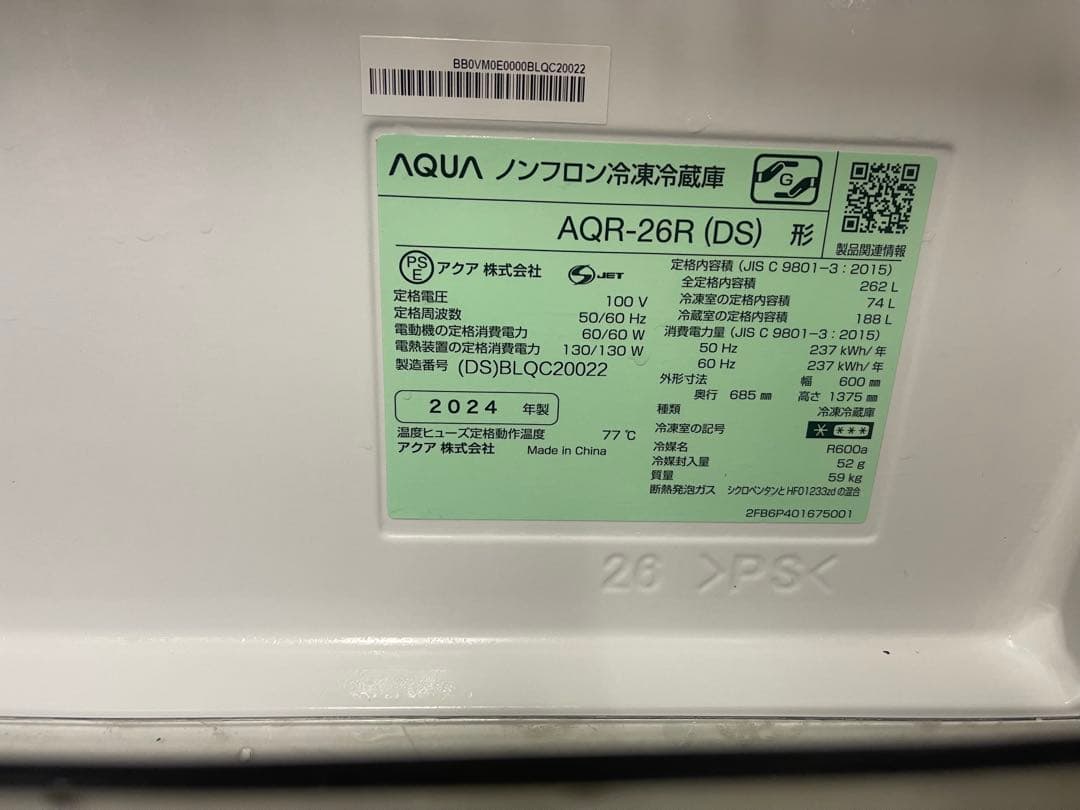 BB0VM0E0000BLQC20022
AQUA ノンフロン冷凍冷蔵庫
G
AQR-26R (DS) 形
製品関連情報
PSE アクア 株式会社
S JET
定格電圧 100 V
定格周波数 50/60 Hz
電動機の定格消費電力 60/60 W
電熱装置の定格消費電力 130/130 W
製造番号 (DS)BLQC20022
2024 年製
温度ヒューズ定格動作温度 77 ℃
アクア 株式会社 Made in China
定格内容積 (JIS C 9801-3 : 2015)
全定格内容積 262 L
冷凍室の定格内容積 74 L
冷蔵室の定格内容積 188 L
消費電力量 (JIS C 9801-3 : 2015)
50 Hz 237 kWh/年
60 Hz 237 kWh/年
外形寸法 幅 600 ㎜
奥行 685 ㎜ 高さ 1375 ㎜
種類 冷凍冷蔵庫
冷凍室の記号 * ***
冷媒名 R600a
冷媒封入量 52 g
質量 59 kg
断熱発泡ガス シクロペンタンとHFO1233zdの混合
2FB6P401675001
26 >PS<